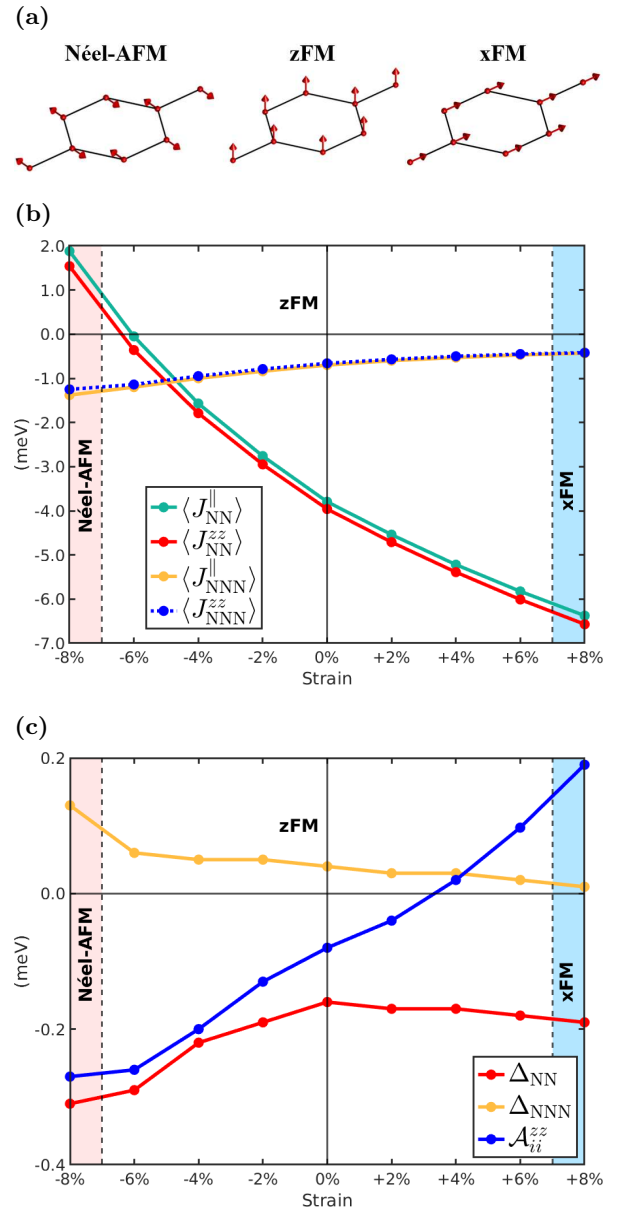 (a)
Néel-AFM zFM xFM
(b)
2.0
1.0
0.0
-1.0
-2.0
-3.0
-4.0
-5.0
-6.0
-7.0
(meV)
zFM
Néel-AFM
xFM
⟨J∥NN⟩
⟨JzzNN⟩
⟨J∥NNN⟩
⟨JzzNNN⟩
-8% -6% -4% -2% 0% +2% +4% +6% +8%
Strain
(c)
0.2
0.0
-0.2
-0.4
(meV)
zFM
Néel-AFM
xFM
ΔNN
ΔNNN
𝒜zzii
-8% -6% -4% -2% 0% +2% +4% +6% +8%
Strain